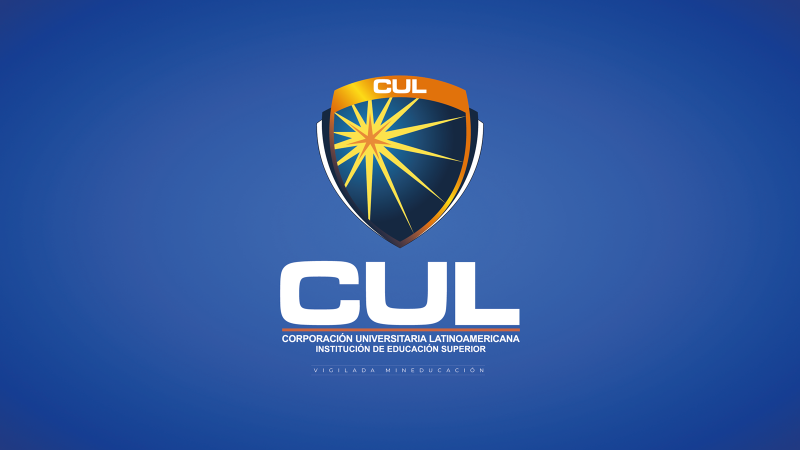 CUL
CUL
CORPORACIÓN UNIVERSITARIA LATINOAMERICANA
INSTITUCIÓN DE EDUCACIÓN SUPERIOR
VIGILADA MINEDUCACIÓN